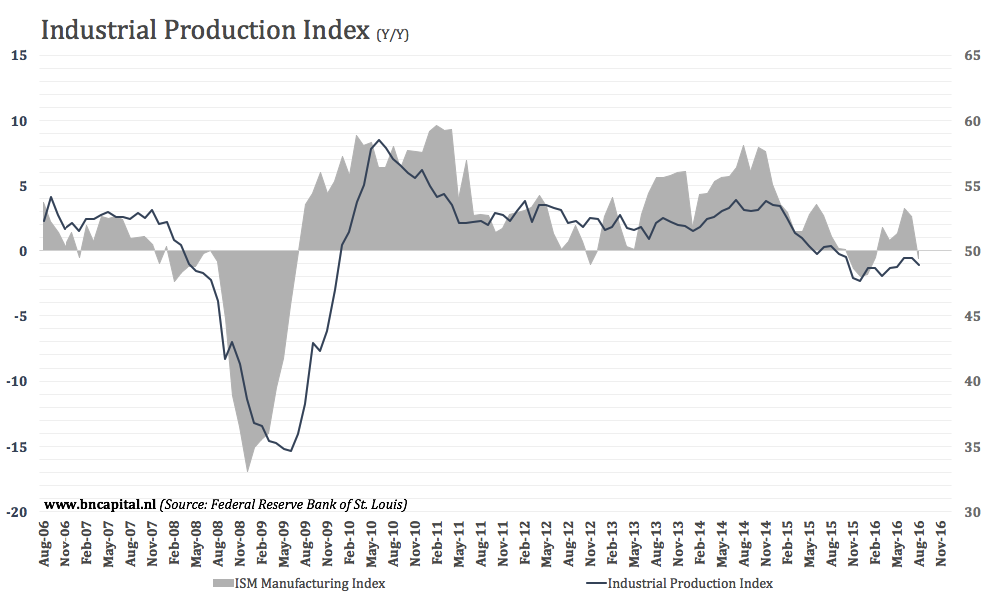 Industrial Production Index (Y/Y)
15 65
10 60
5 55
0 50
-5 45
-10 40
-15 35
www.bncapital.nl (Source: Federal Reserve Bank of St. Louis)
-20 30
Aug-06 Nov-06 Feb-07 May-07 Aug-07 Nov-07 Feb-08 May-08 Aug-08 Nov-08 Feb-09 May-09 Aug-09 Nov-09 Feb-10 May-10 Aug-10 Nov-10 Feb-11 May-11 Aug-11 Nov-11 Feb-12 May-12 Aug-12 Nov-12 Feb-13 May-13 Aug-13 Nov-13 Feb-14 May-14 Aug-14 Nov-14 Feb-15 May-15 Aug-15 Nov-15 Feb-16 May-16 Aug-16 Nov-16
ISM Manufacturing Index Industrial Production Index